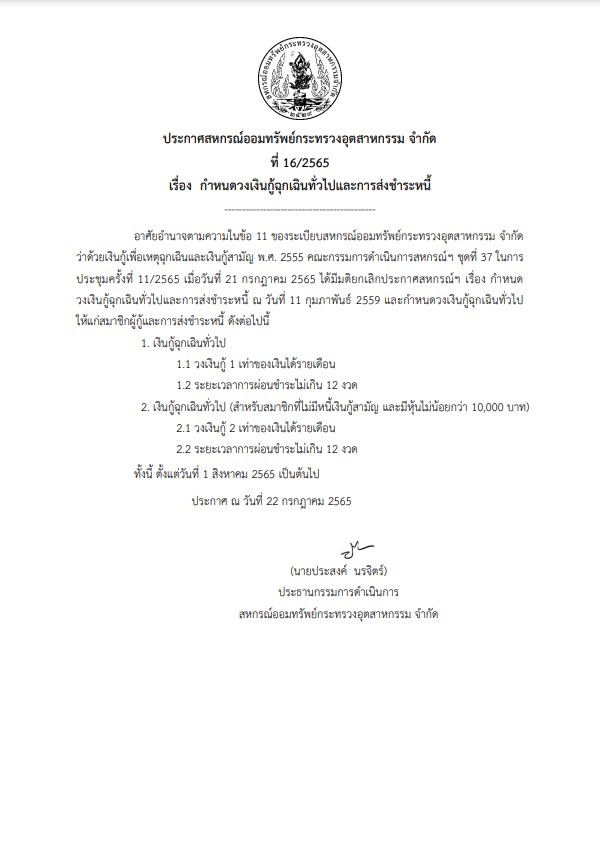 สหกรณ์ออมทรัพย์กระทรวงอุตสาหกรรมจำกัด
๒๕๒๙
ประกาศสหกรณ์ออมทรัพย์กระทรวงอุตสาหกรรม จำกัด
ที่ 16/2565
เรื่อง กำหนดวงเงินกู้ฉุกเฉินทั่วไปและการส่งชำระหนี้
--------------------------------------------
อาศัยอำนาจตามความในข้อ 11 ของระเบียบสหกรณ์ออมทรัพย์กระทรวงอุตสาหกรรม จำกัด
ว่าด้วยเงินกู้เพื่อเหตุฉุกเฉินและเงินกู้สามัญ พ.ศ. 2555 คณะกรรมการดำเนินการสหกรณ์ฯ ชุดที่ 37 ในการ
ประชุมครั้งที่ 11/2565 เมื่อวันที่ 21 กรกฎาคม 2565 ได้มีมติยกเลิกประกาศสหกรณ์ฯ เรื่อง กำหนด
วงเงินกู้ฉุกเฉินทั่วไปและการส่งชำระหนี้ ณ วันที่ 11 กุมภาพันธ์ 2559 และกำหนดวงเงินกู้ฉุกเฉินทั่วไป
ให้แก่สมาชิกผู้กู้และการส่งชำระหนี้ ดังต่อไปนี้
1. เงินกู้ฉุกเฉินทั่วไป
1.1 วงเงินกู้ 1 เท่าของเงินได้รายเดือน
1.2 ระยะเวลาการผ่อนชำระไม่เกิน 12 งวด
2. เงินกู้ฉุกเฉินทั่วไป (สำหรับสมาชิกที่ไม่มีหนี้เงินกู้สามัญ และมีหุ้นไม่น้อยกว่า 10,000 บาท)
2.1 วงเงินกู้ 2 เท่าของเงินได้รายเดือน
2.2 ระยะเวลาการผ่อนชำระไม่เกิน 12 งวด
ทั้งนี้ ตั้งแต่วันที่ 1 สิงหาคม 2565 เป็นต้นไป
ประกาศ ณ วันที่ 22 กรกฎาคม 2565
(นายประสงค์ นรจิตร์)
ประธานกรรมการดำเนินการ
สหกรณ์ออมทรัพย์กระทรวงอุตสาหกรรม จำกัด